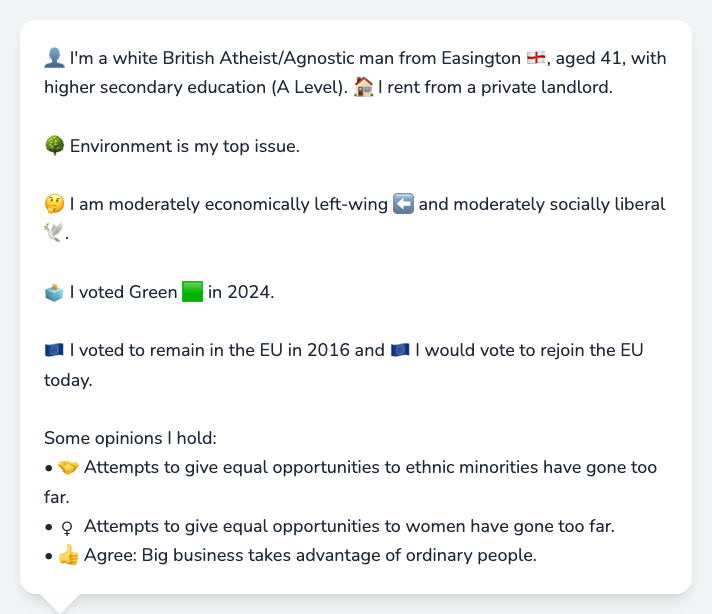 👤 I'm a white British Atheist/Agnostic man from Easington 🏴󠁧󠁢󠁥󠁮󠁧󠁿, aged 41, with
higher secondary education (A Level). 🏠 I rent from a private landlord.
🌳 Environment is my top issue.
🤔 I am moderately economically left-wing ⬅️ and moderately socially liberal
🕊️.
🗳️ I voted Green 🟩 in 2024.
🇪🇺 I voted to remain in the EU in 2016 and 🇪🇺 I would vote to rejoin the EU
today.
Some opinions I hold:
• 🤝 Attempts to give equal opportunities to ethnic minorities have gone too
far.
• ♀ Attempts to give equal opportunities to women have gone too far.
• 👍 Agree: Big business takes advantage of ordinary people.